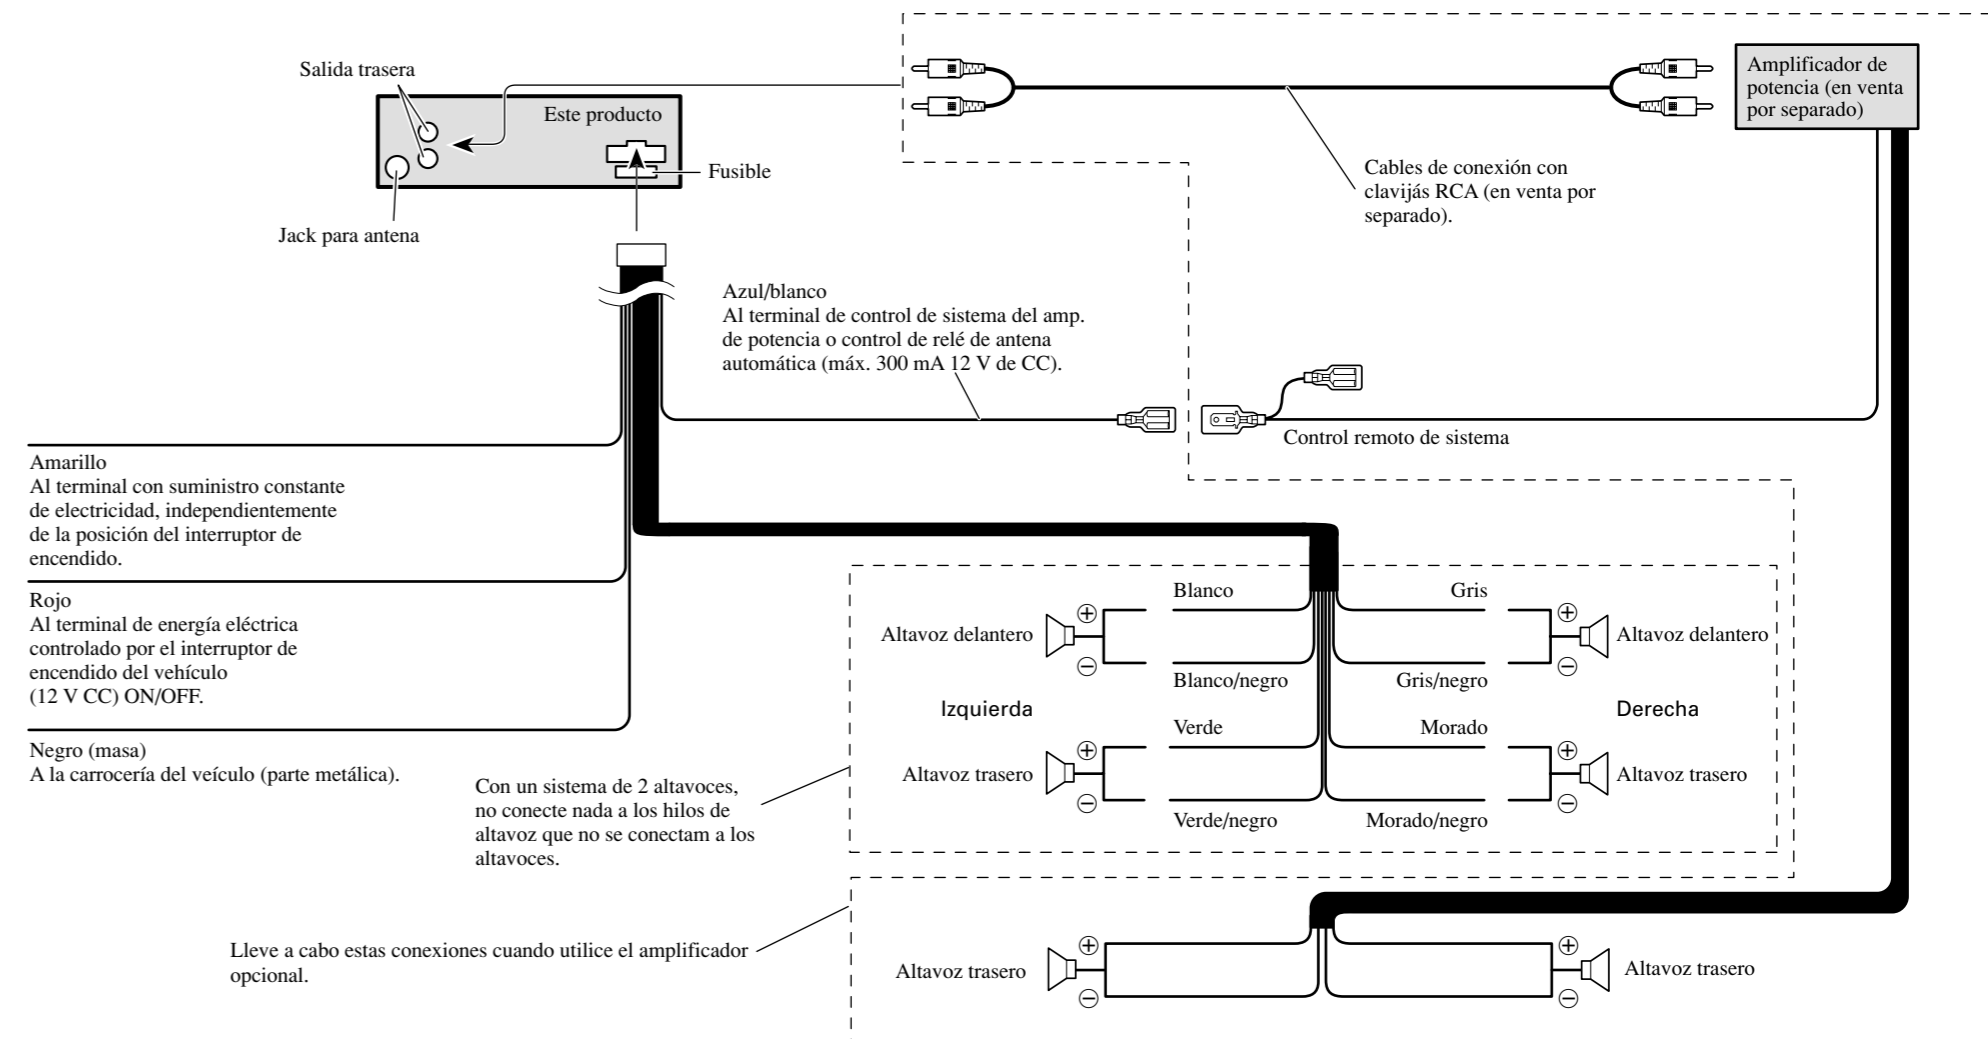 Salida trasera
Este producto
Fusible
Jack para antena
Amplificador de
potencia (en venta
por separado)
Cables de conexión con
clavijás RCA (en venta por
separado).
Azul/blanco
Al terminal de control de sistema del amp.
de potencia o control de relé de antena
automática (máx. 300 mA 12 V de CC).
Control remoto de sistema
Amarillo
Al terminal con suministro constante
de electricidad, independientemente
de la posición del interruptor de
encendido.
Rojo
Al terminal de energía eléctrica
controlado por el interruptor de
encendido del vehículo
(12 V CC) ON/OFF.
Negro (masa)
A la carrocería del veículo (parte metálica).
Blanco
Gris
⊕
⊕
Altavoz delantero
Altavoz delantero
⊖
⊖
Blanco/negro
Gris/negro
Izquierda
Derecha
Verde
Morado
⊕
⊕
Altavoz trasero
Altavoz trasero
⊖
⊖
Verde/negro
Morado/negro
Con un sistema de 2 altavoces,
no conecte nada a los hilos de
altavoz que no se conectam a los
altavoces.
Lleve a cabo estas conexiones cuando utilice el amplificador
opcional.
⊕
⊕
Altavoz trasero
Altavoz trasero
⊖
⊖